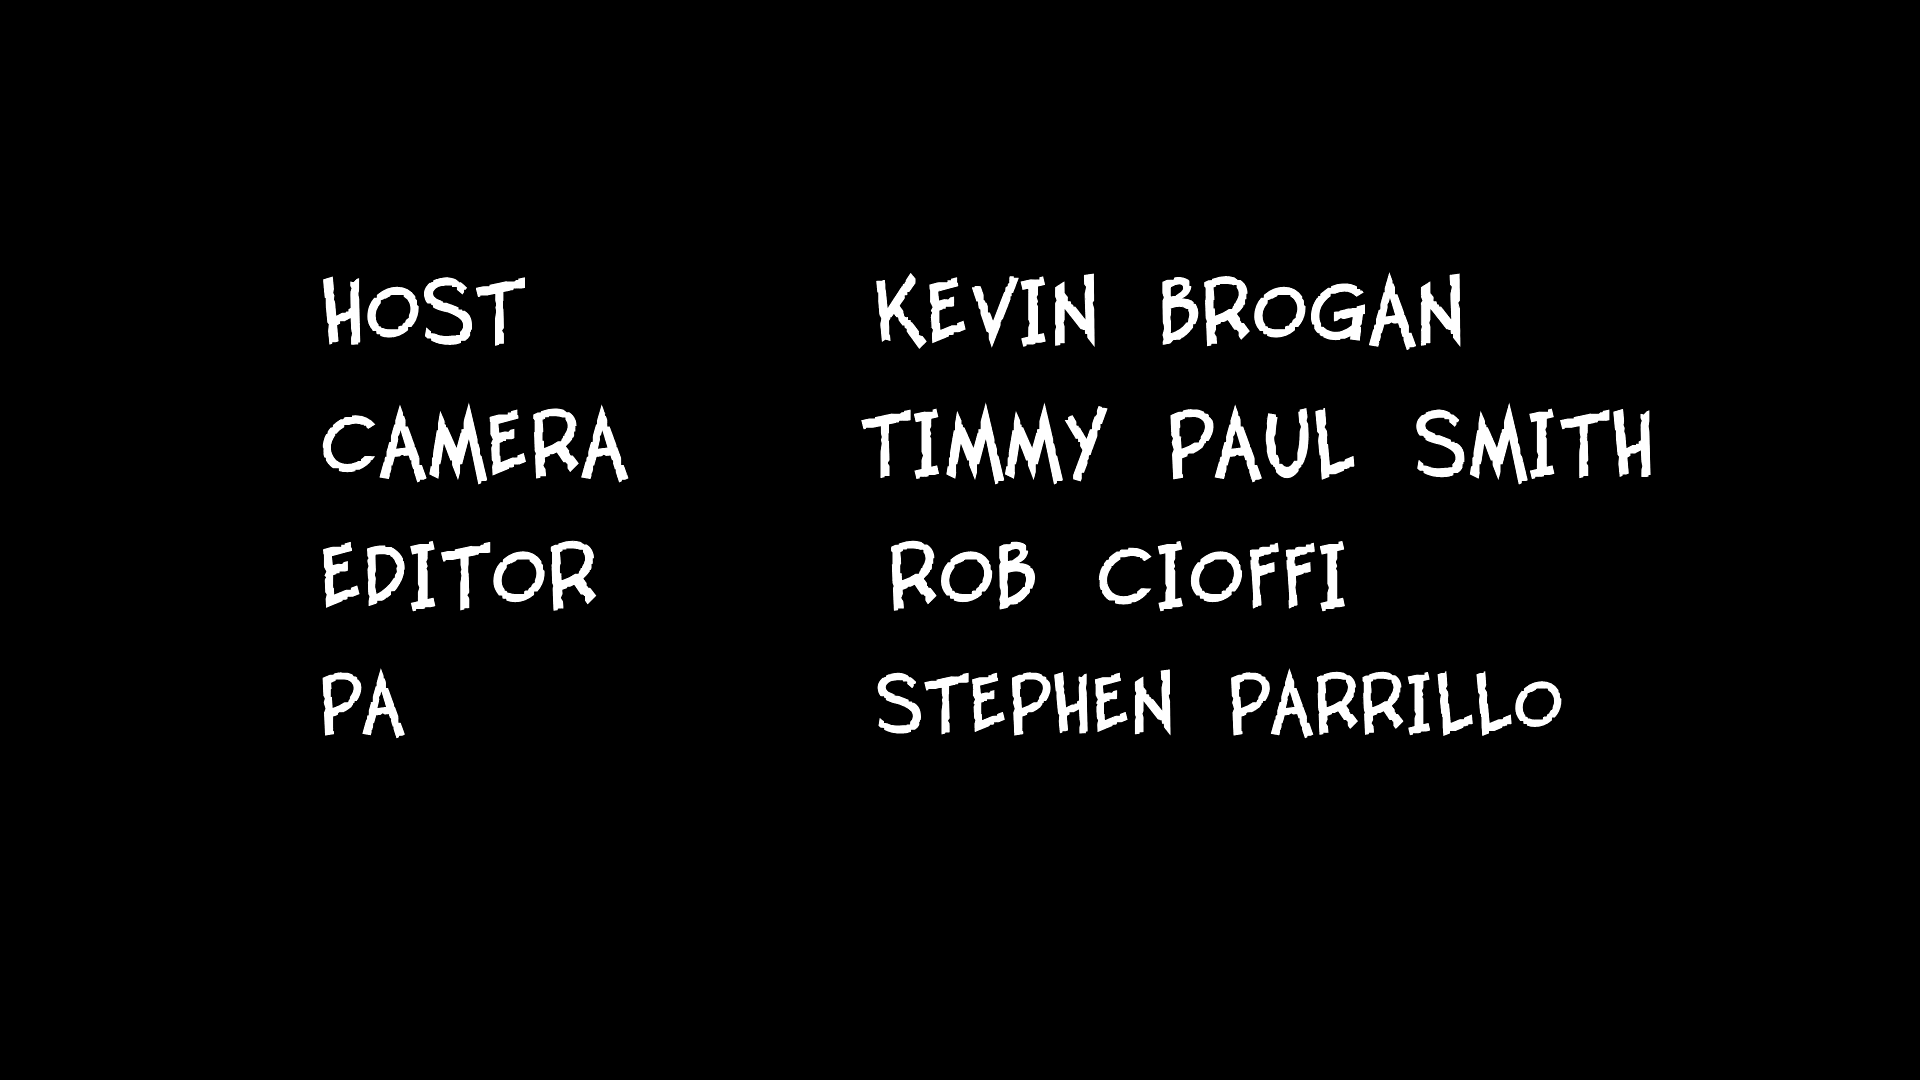 HOST KEVIN BROGAN
CAMERA TIMMY PAUL SMITH
EDITOR ROB CIOFFI
PA STEPHEN PARRILLO